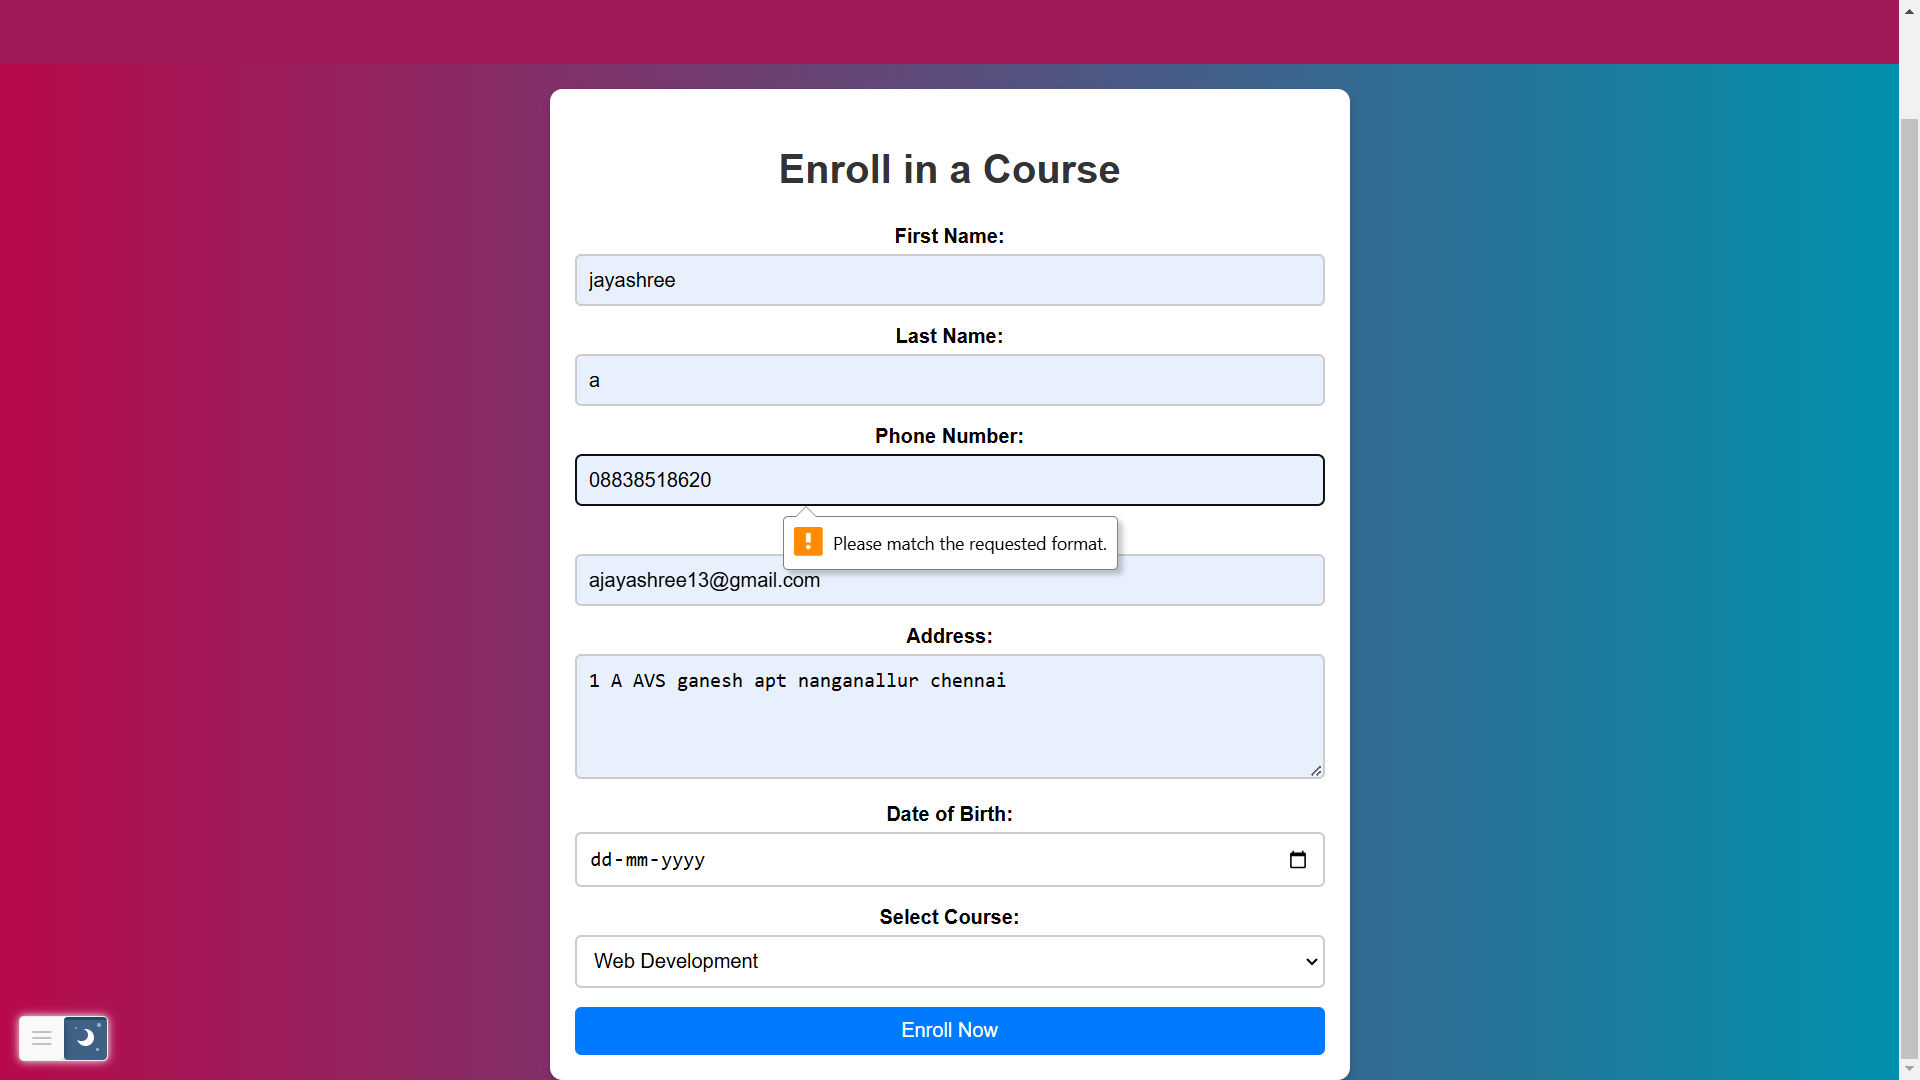 Enroll in a Course
First Name:
jayashree
Last Name:
a
Phone Number:
08838518620
Please match the requested format.
ajayashree13@gmail.com
Address:
1 A AVS ganesh apt nanganallur chennai
Date of Birth:
dd-mm-yyyy
Select Course:
Web Development
Enroll Now